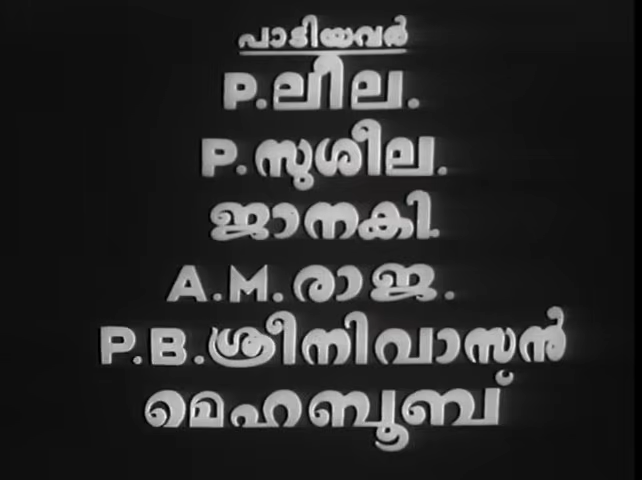 പാടിയവർ
P.ലീല.
P.സുശീല.
ജാനകി.
A.M.രാജ.
P.B.ശ്രീനിവാസൻ
മെഹബൂബ്